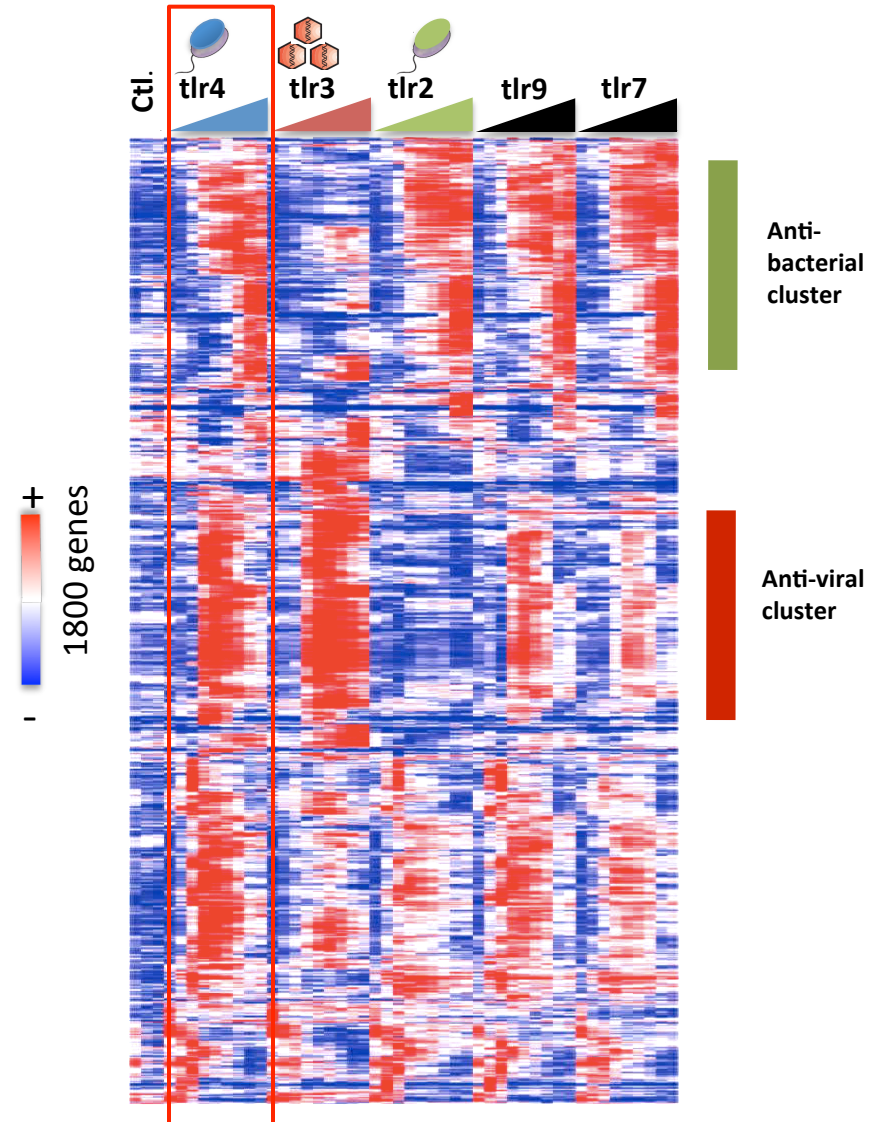 Ctl.
tlr4
tlr3
tlr2
tlr9
tlr7
Anti-
bacterial
cluster
+
1800 genes
-
Anti-viral
cluster